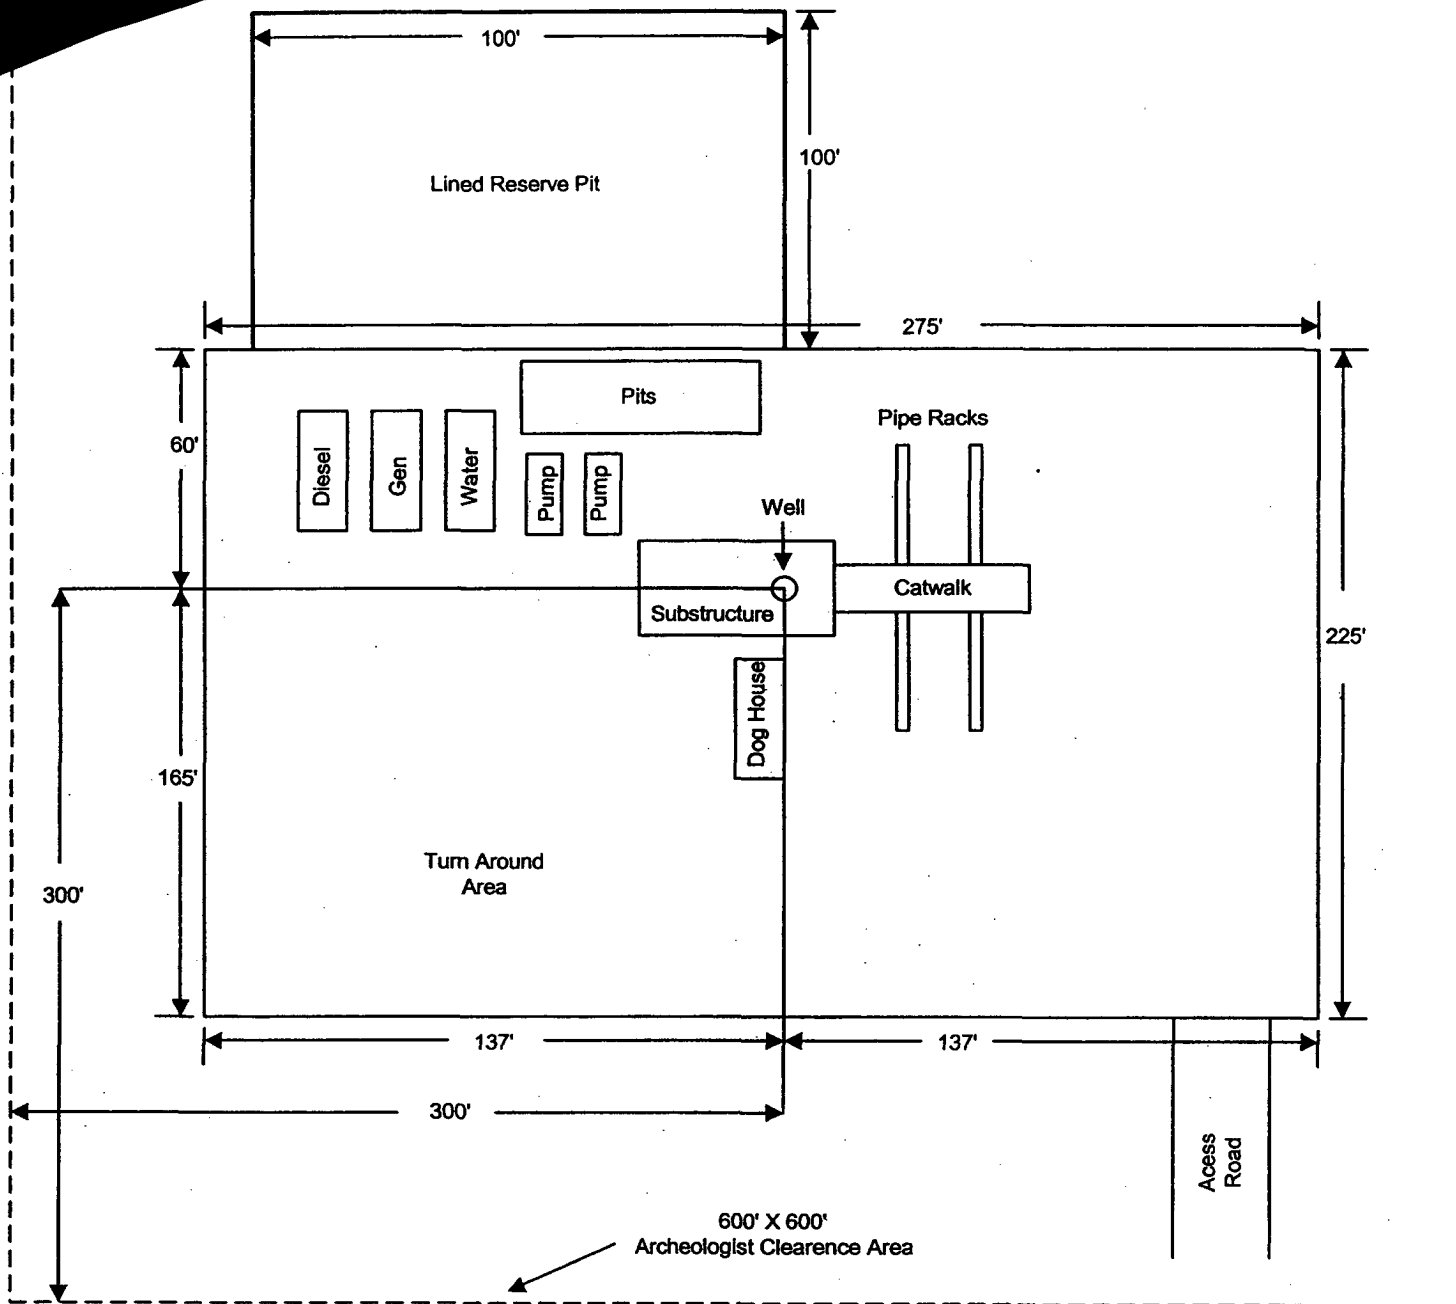 100'
100'
Lined Reserve Pit
275'
Pits
Pipe Racks
60'
Diesel
Gen
Water
Pump
Pump
Well
Catwalk
Substructure
225'
Dog House
165'
Turn Around
Area
300'
137'
137'
300'
Acess
Road
600' X 600'
Archeologist Clearence Area